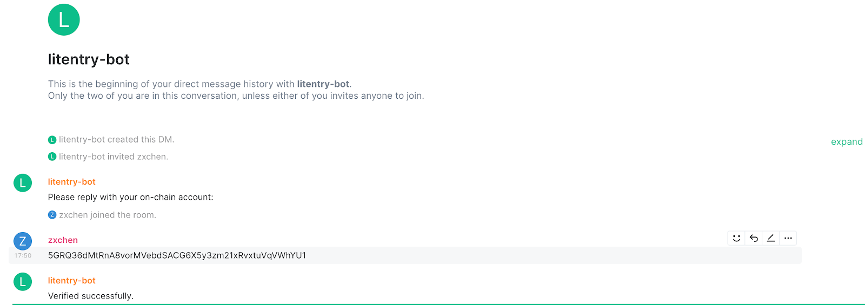 L
litentry-bot
This is the beginning of your direct message history with litentry-bot.
Only the two of you are in this conversation, unless either of you invites anyone to join.
L litentry-bot created this DM.
expand
L litentry-bot invited zxchen.
L litentry-bot
Please reply with your on-chain account:
Z zxchen joined the room.
Z zxchen
17:50 5GRQ36dMtRnA8vorMVebdSACG6X5y3zm21xRvxtuVqVWhYU1
L litentry-bot
Verified successfully.